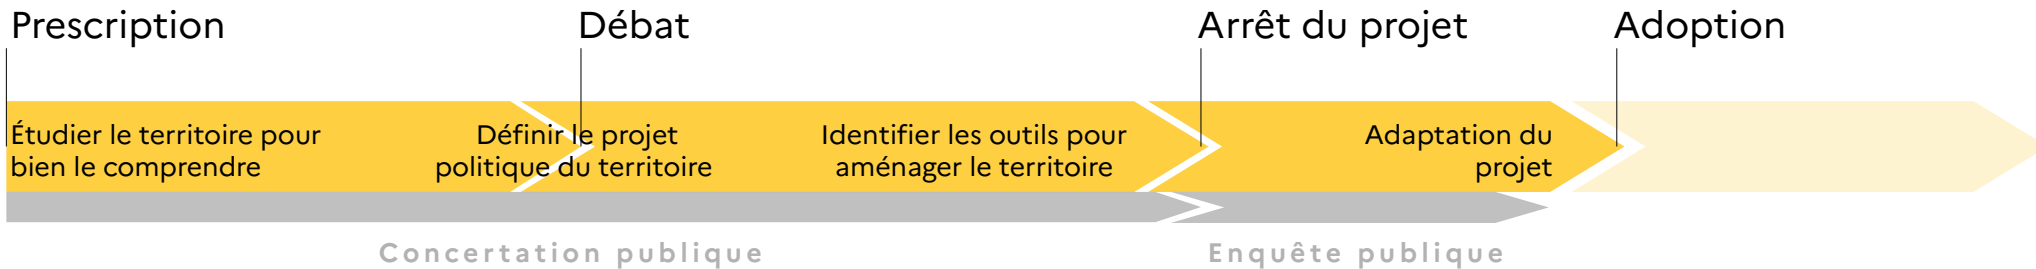 Prescription
Débat
Arrêt du projet
Adoption
Étudier le territoire pour
bien le comprendre
Définir le projet
politique du territoire
Identifier les outils pour
aménager le territoire
Adaptation du
projet
Concertation publique
Enquête publique